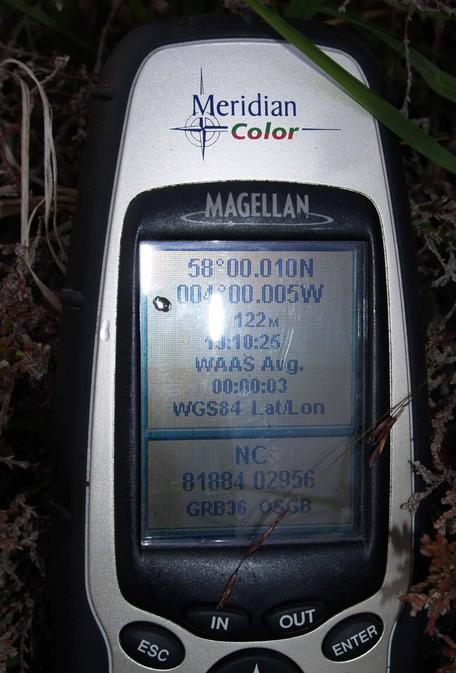 Meridian
Color
MAGELLAN
58°00.010N
004°00.005W
122M
WAAS Avg.
00:00:03
WGS84 Lat/Lon
NC
81884 02956
GRB36 OSGB
IN
OUT
ESC
ENTER